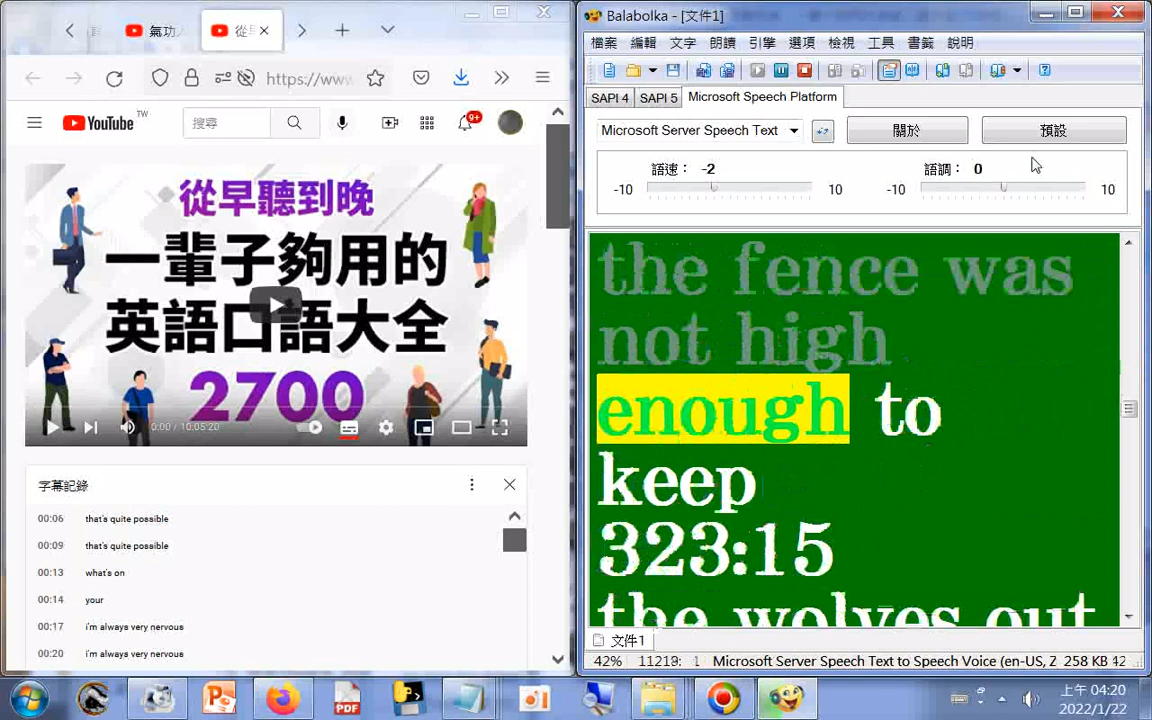 氣功
從
https://www
YouTube TW
搜尋
9+
從早聽到晚
一輩子夠用的
英語口語大全
2700
0:00 / 10:05:20
字幕記錄
00:06 that's quite possible
00:09 that's quite possible
00:13 what's on
00:14 your
00:17 i'm always very nervous
00:20 i'm always very nervous
Balabolka - [文件1]
檔案 編輯 文字 朗讀 引擎 選項 檢視 工具 書籤 說明
SAPI 4 SAPI 5 Microsoft Speech Platform
Microsoft Server Speech Text 關於 預設
語速： -2 語調： 0
-10 10 -10 10
the fence was
not high
enough to
keep
323:15
the wolves out
文件1
42% 11219: 1 Microsoft Server Speech Text to Speech Voice (en-US, Z 258 KB 42
PDF
上午 04:20
2022/1/22